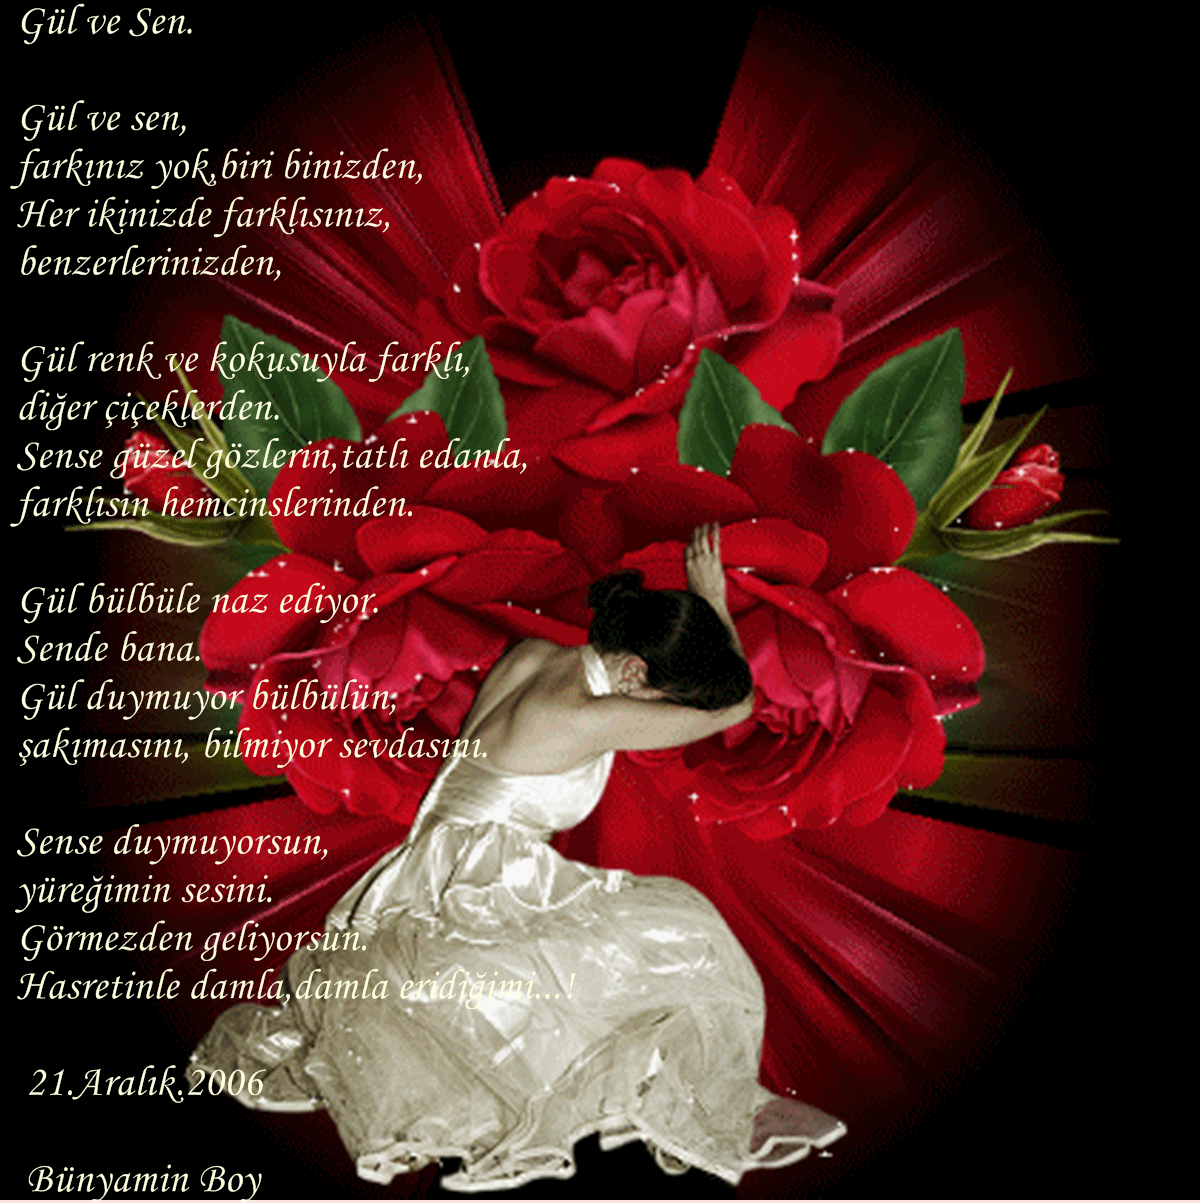 Gül ve Sen.
Gül ve sen,
farkınız yok,biri binizden,
Her ikinizde farklısınız,
benzerlerinizden,
Gül renk ve kokusuyla farklı,
diğer çiçeklerden.
Sense güzel gözlerin,tatlı edanla,
farklısin hemcinslerinden.
Gül bülbüle naz ediyor.
Sende bana.
Gül duymuyor bülbülün;
şakımasını, bilmiyor sevdasını.
Sense duymuyorsun,
yüreğimin sesini.
Görmezden geliyorsun.
Hasretinle damla,damla eridiğimi...!
21.Aralık.2006
Bünyamin Boy